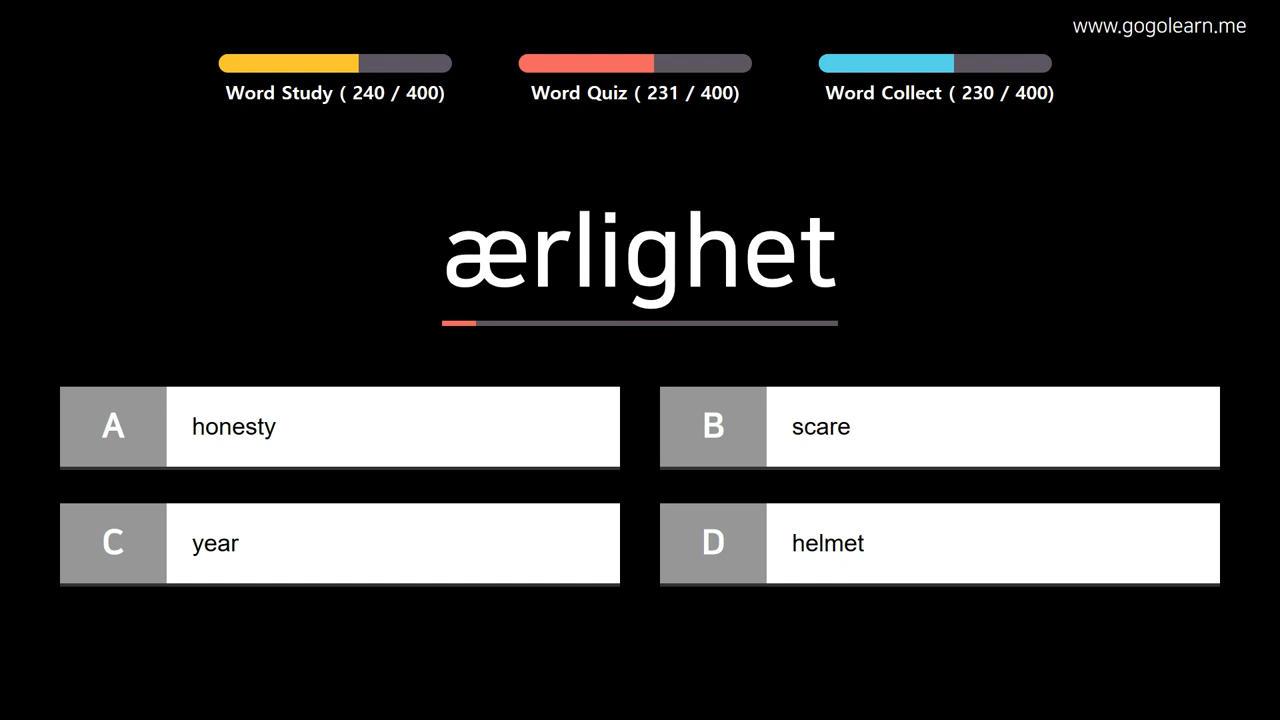 www.gogolearn.me
Word Study ( 240 / 400)
Word Quiz ( 231 / 400)
Word Collect ( 230 / 400)
ærlighet
A honesty
B scare
C year
D helmet